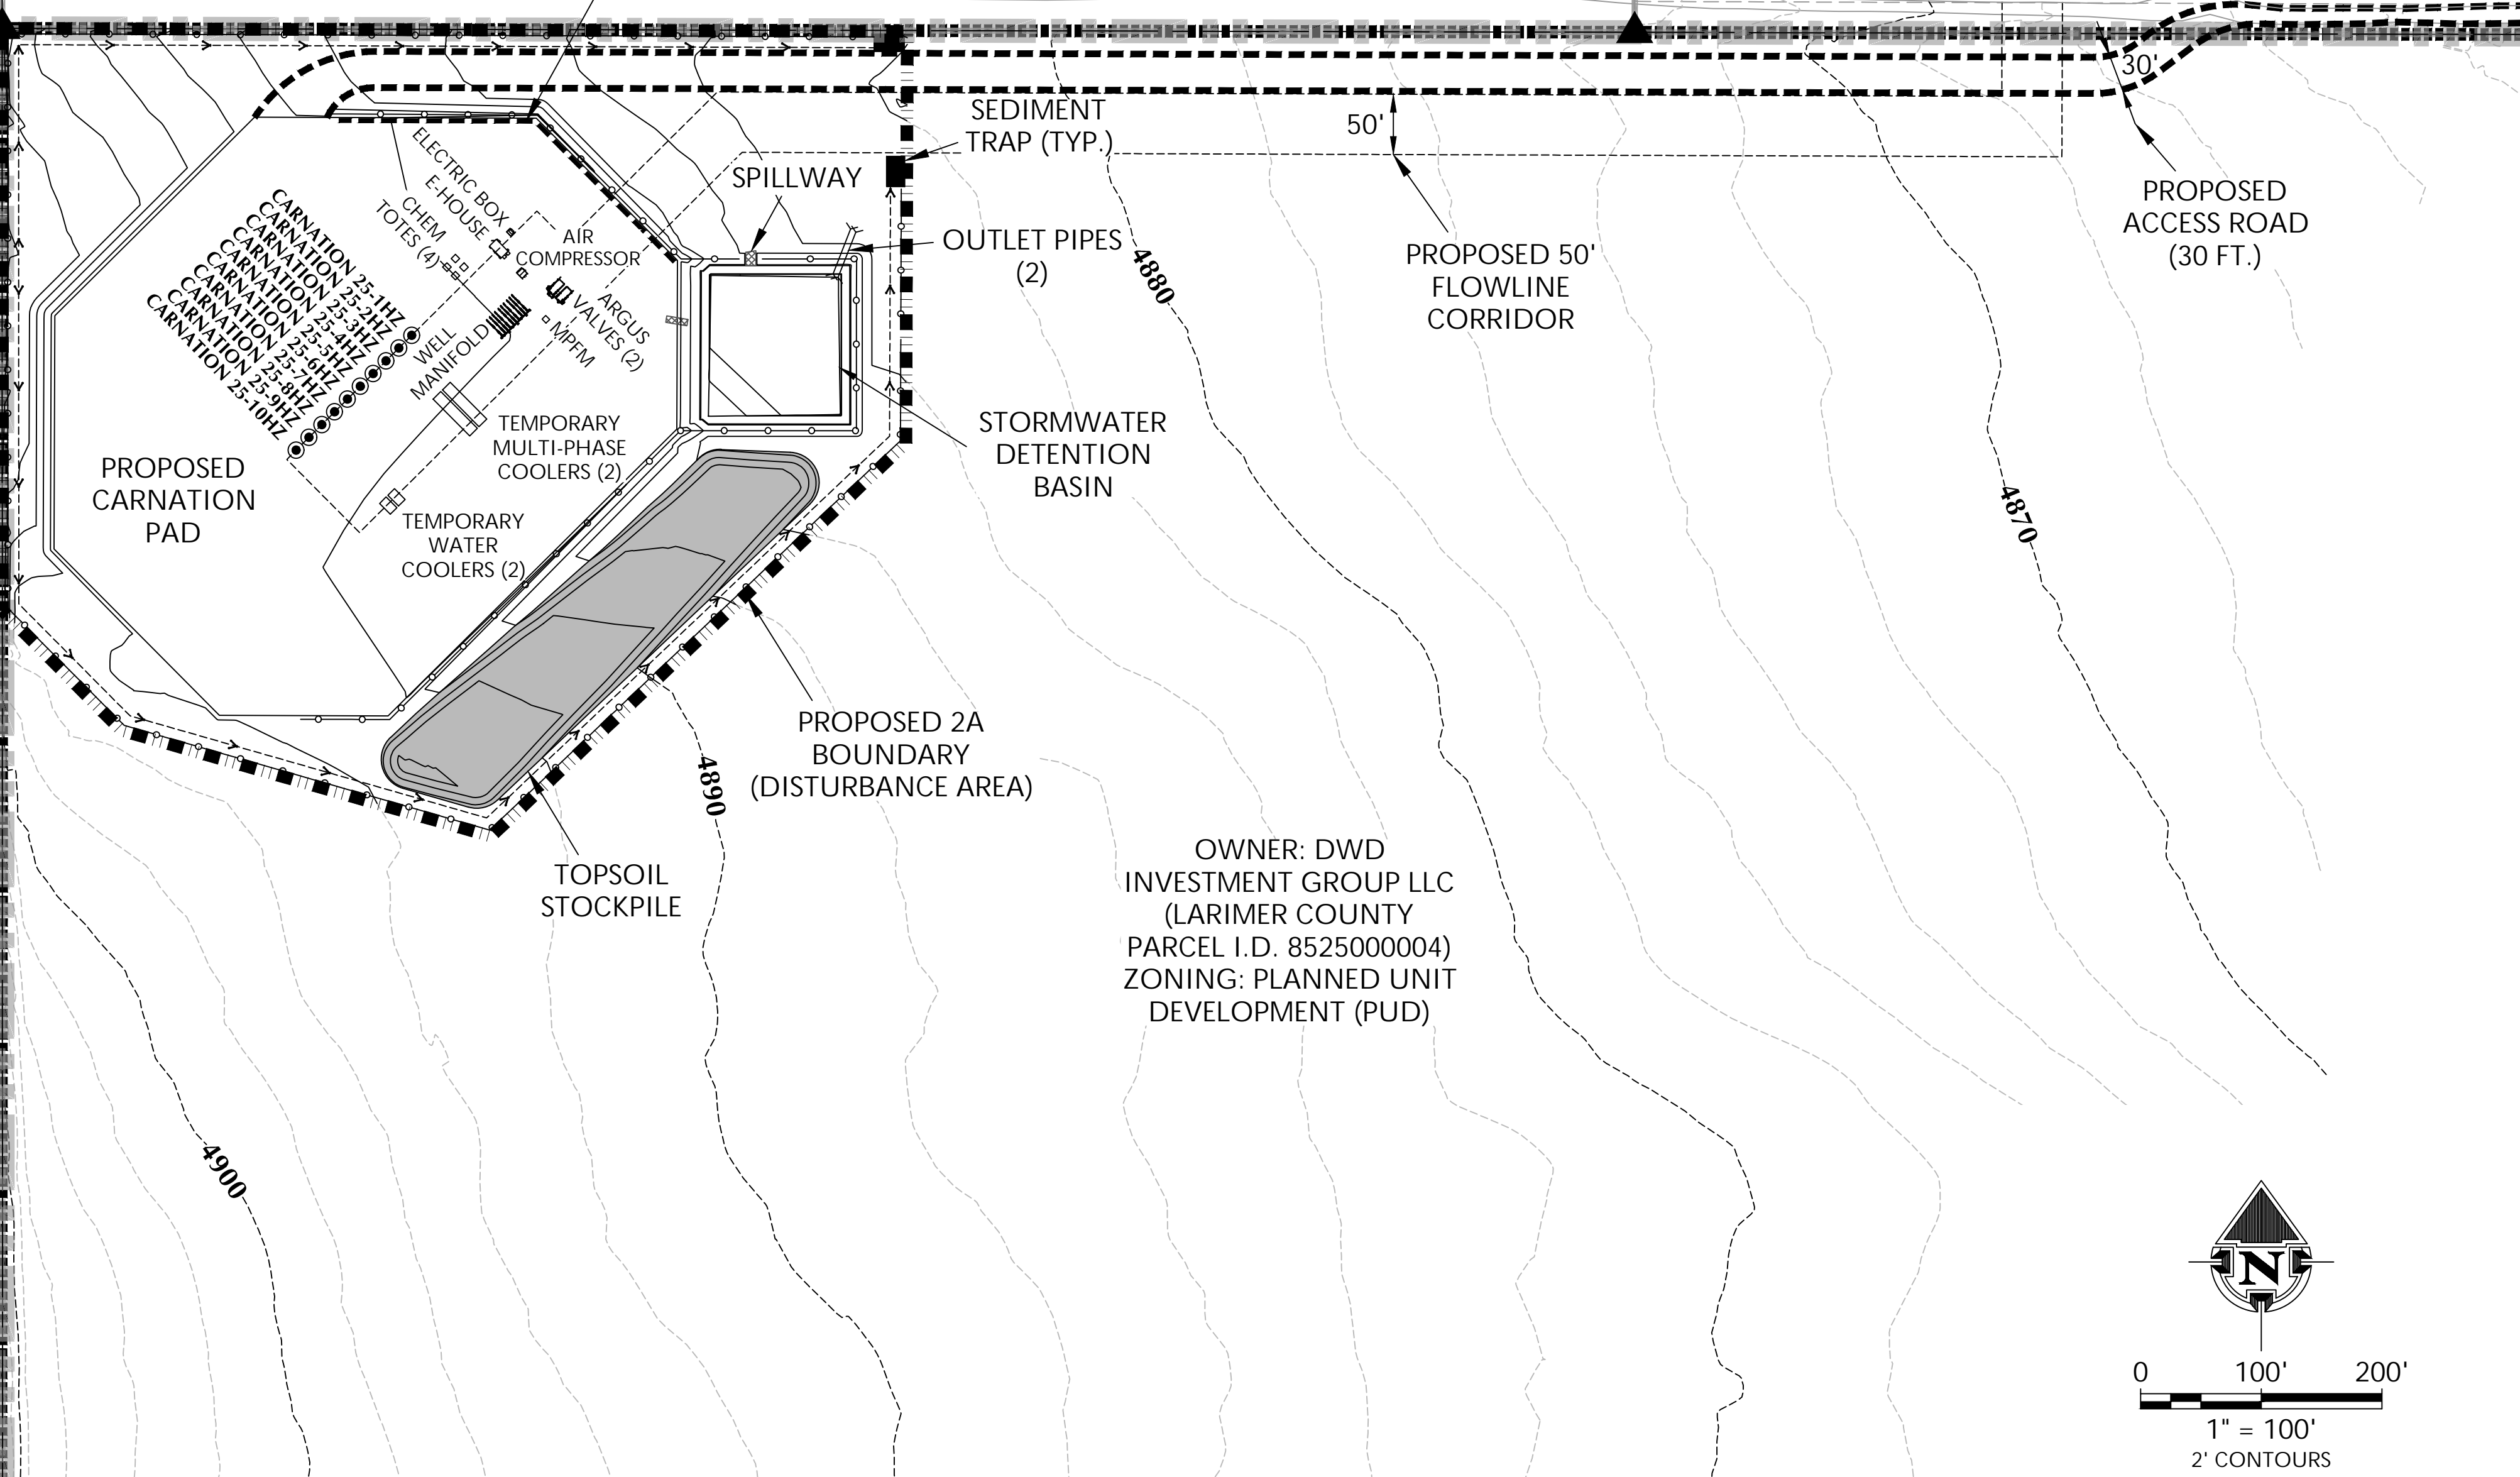 30'
SEDIMENT
TRAP (TYP.)
50'
SPILLWAY
ELECTRIC BOX
E-HOUSE
CHEM
TOTES (4)
AIR
COMPRESSOR
OUTLET PIPES
(2)
PROPOSED 50'
FLOWLINE
CORRIDOR
PROPOSED
ACCESS ROAD
(30 FT.)
CARNATION 25-1HZ
CARNATION 25-2HZ
CARNATION 25-3HZ
CARNATION 25-4HZ
CARNATION 25-5HZ
CARNATION 25-6HZ
CARNATION 25-7HZ
CARNATION 25-8HZ
CARNATION 25-9HZ
CARNATION 25-10HZ
WELL
MANIFOLD
ARGUS
VALVES (2)
MPFM
4880
TEMPORARY
MULTI-PHASE
COOLERS (2)
STORMWATER
DETENTION
BASIN
PROPOSED
CARNATION
PAD
TEMPORARY
WATER
COOLERS (2)
4870
PROPOSED 2A
BOUNDARY
(DISTURBANCE AREA)
4890
TOPSOIL
STOCKPILE
OWNER: DWD
INVESTMENT GROUP LLC
(LARIMER COUNTY
PARCEL I.D. 8525000004)
ZONING: PLANNED UNIT
DEVELOPMENT (PUD)
4900
N
0 100' 200'
1" = 100'
2' CONTOURS